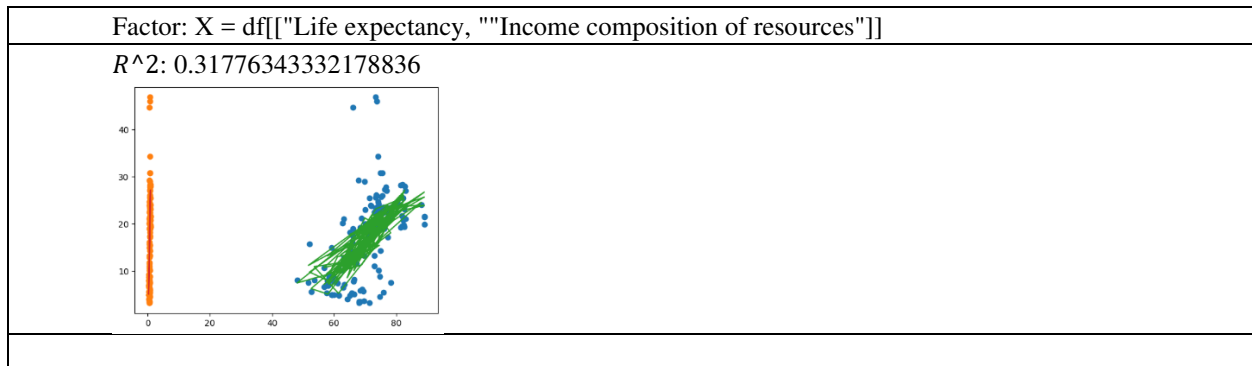 Factor: X = df[["Life expectancy, ""Income composition of resources"]]
R^2: 0.31776343332178836
40
30
20
10
0 20 40 60 80